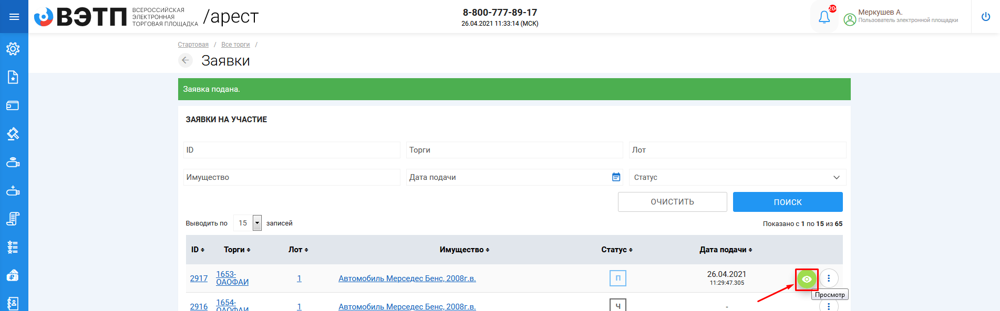 ВЭТП
ВСЕРОССИЙСКАЯ
ЭЛЕКТРОННАЯ
ТОРГОВАЯ ПЛОЩАДКА
/арест
8-800-777-89-17
26.04.2021 11:33:14 (МСК)
204
Меркушев А.
Пользователь электронной площадки
Стартовая / Все торги /
Заявки
Заявка подана.
ЗАЯВКИ НА УЧАСТИЕ
ID Торги Лот
Имущество Дата подачи Статус
ОЧИСТИТЬ ПОИСК
Выводить по 15 записей Показано с 1 по 15 из 65
ID Торги Лот Имущество Статус Дата подачи
2917 1653-ОАОФАИ 1 Автомобиль Мерседес Бенс, 2008г.в. П 26.04.2021
11:29:47.305
Просмотр
2916 1654-ОАОФАИ 1 Автомобиль Мерседес Бенс, 2008г.в. Ч -